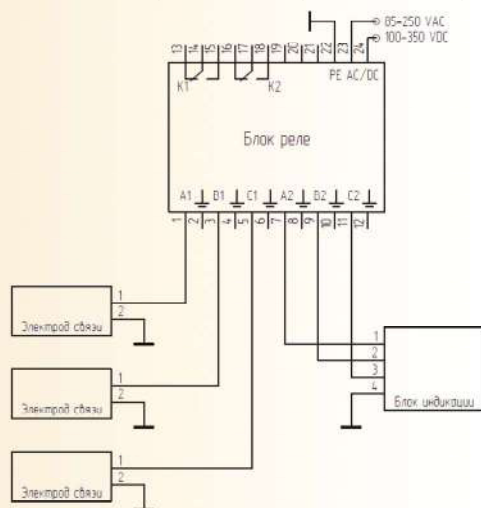 85-250 VAC
100-350 VDC
13 14 15 16 17 18 19 20 21 22 23 24
K1 K2 PE AC/DC
Блок реле
A1 B1 C1 A2 B2 C2
1 2 3 4 5 6 7 8 9 10 11 12
1
2
Электрод связи
1
2
Электрод связи
1
2
Электрод связи
1
2
3
4
Блок индикации